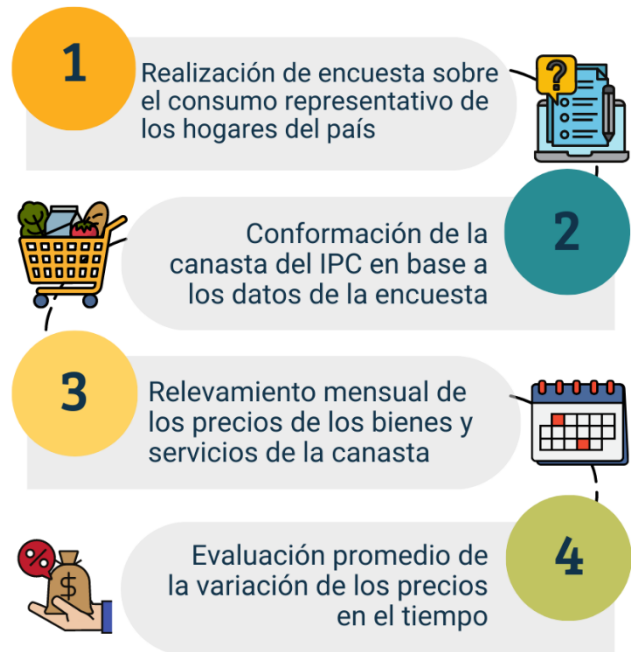 1
Realización de encuesta sobre
el consumo representativo de
los hogares del país
?
2
Conformación de la
canasta del IPC en base a
los datos de la encuesta
3
Relevamiento mensual de
los precios de los bienes y
servicios de la canasta
4
Evaluación promedio de
la variación de los precios
en el tiempo
%
$